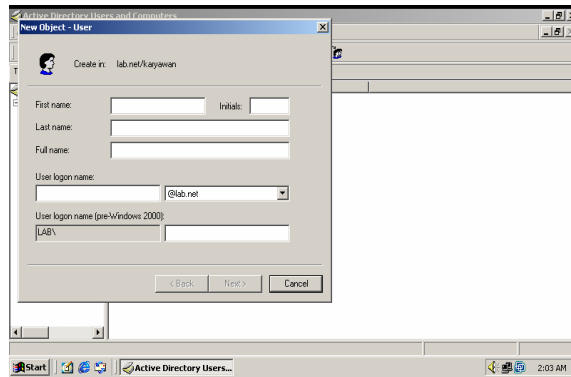 Active Directory Users and Computers
New Object - User
Create in: lab.net/karyawan
First name:
Initials:
Last name:
Full name:
User logon name:
@lab.net
User logon name (pre-Windows 2000):
LAB\
< Back
Next >
Cancel
Start
Active Directory Users...
2:03 AM